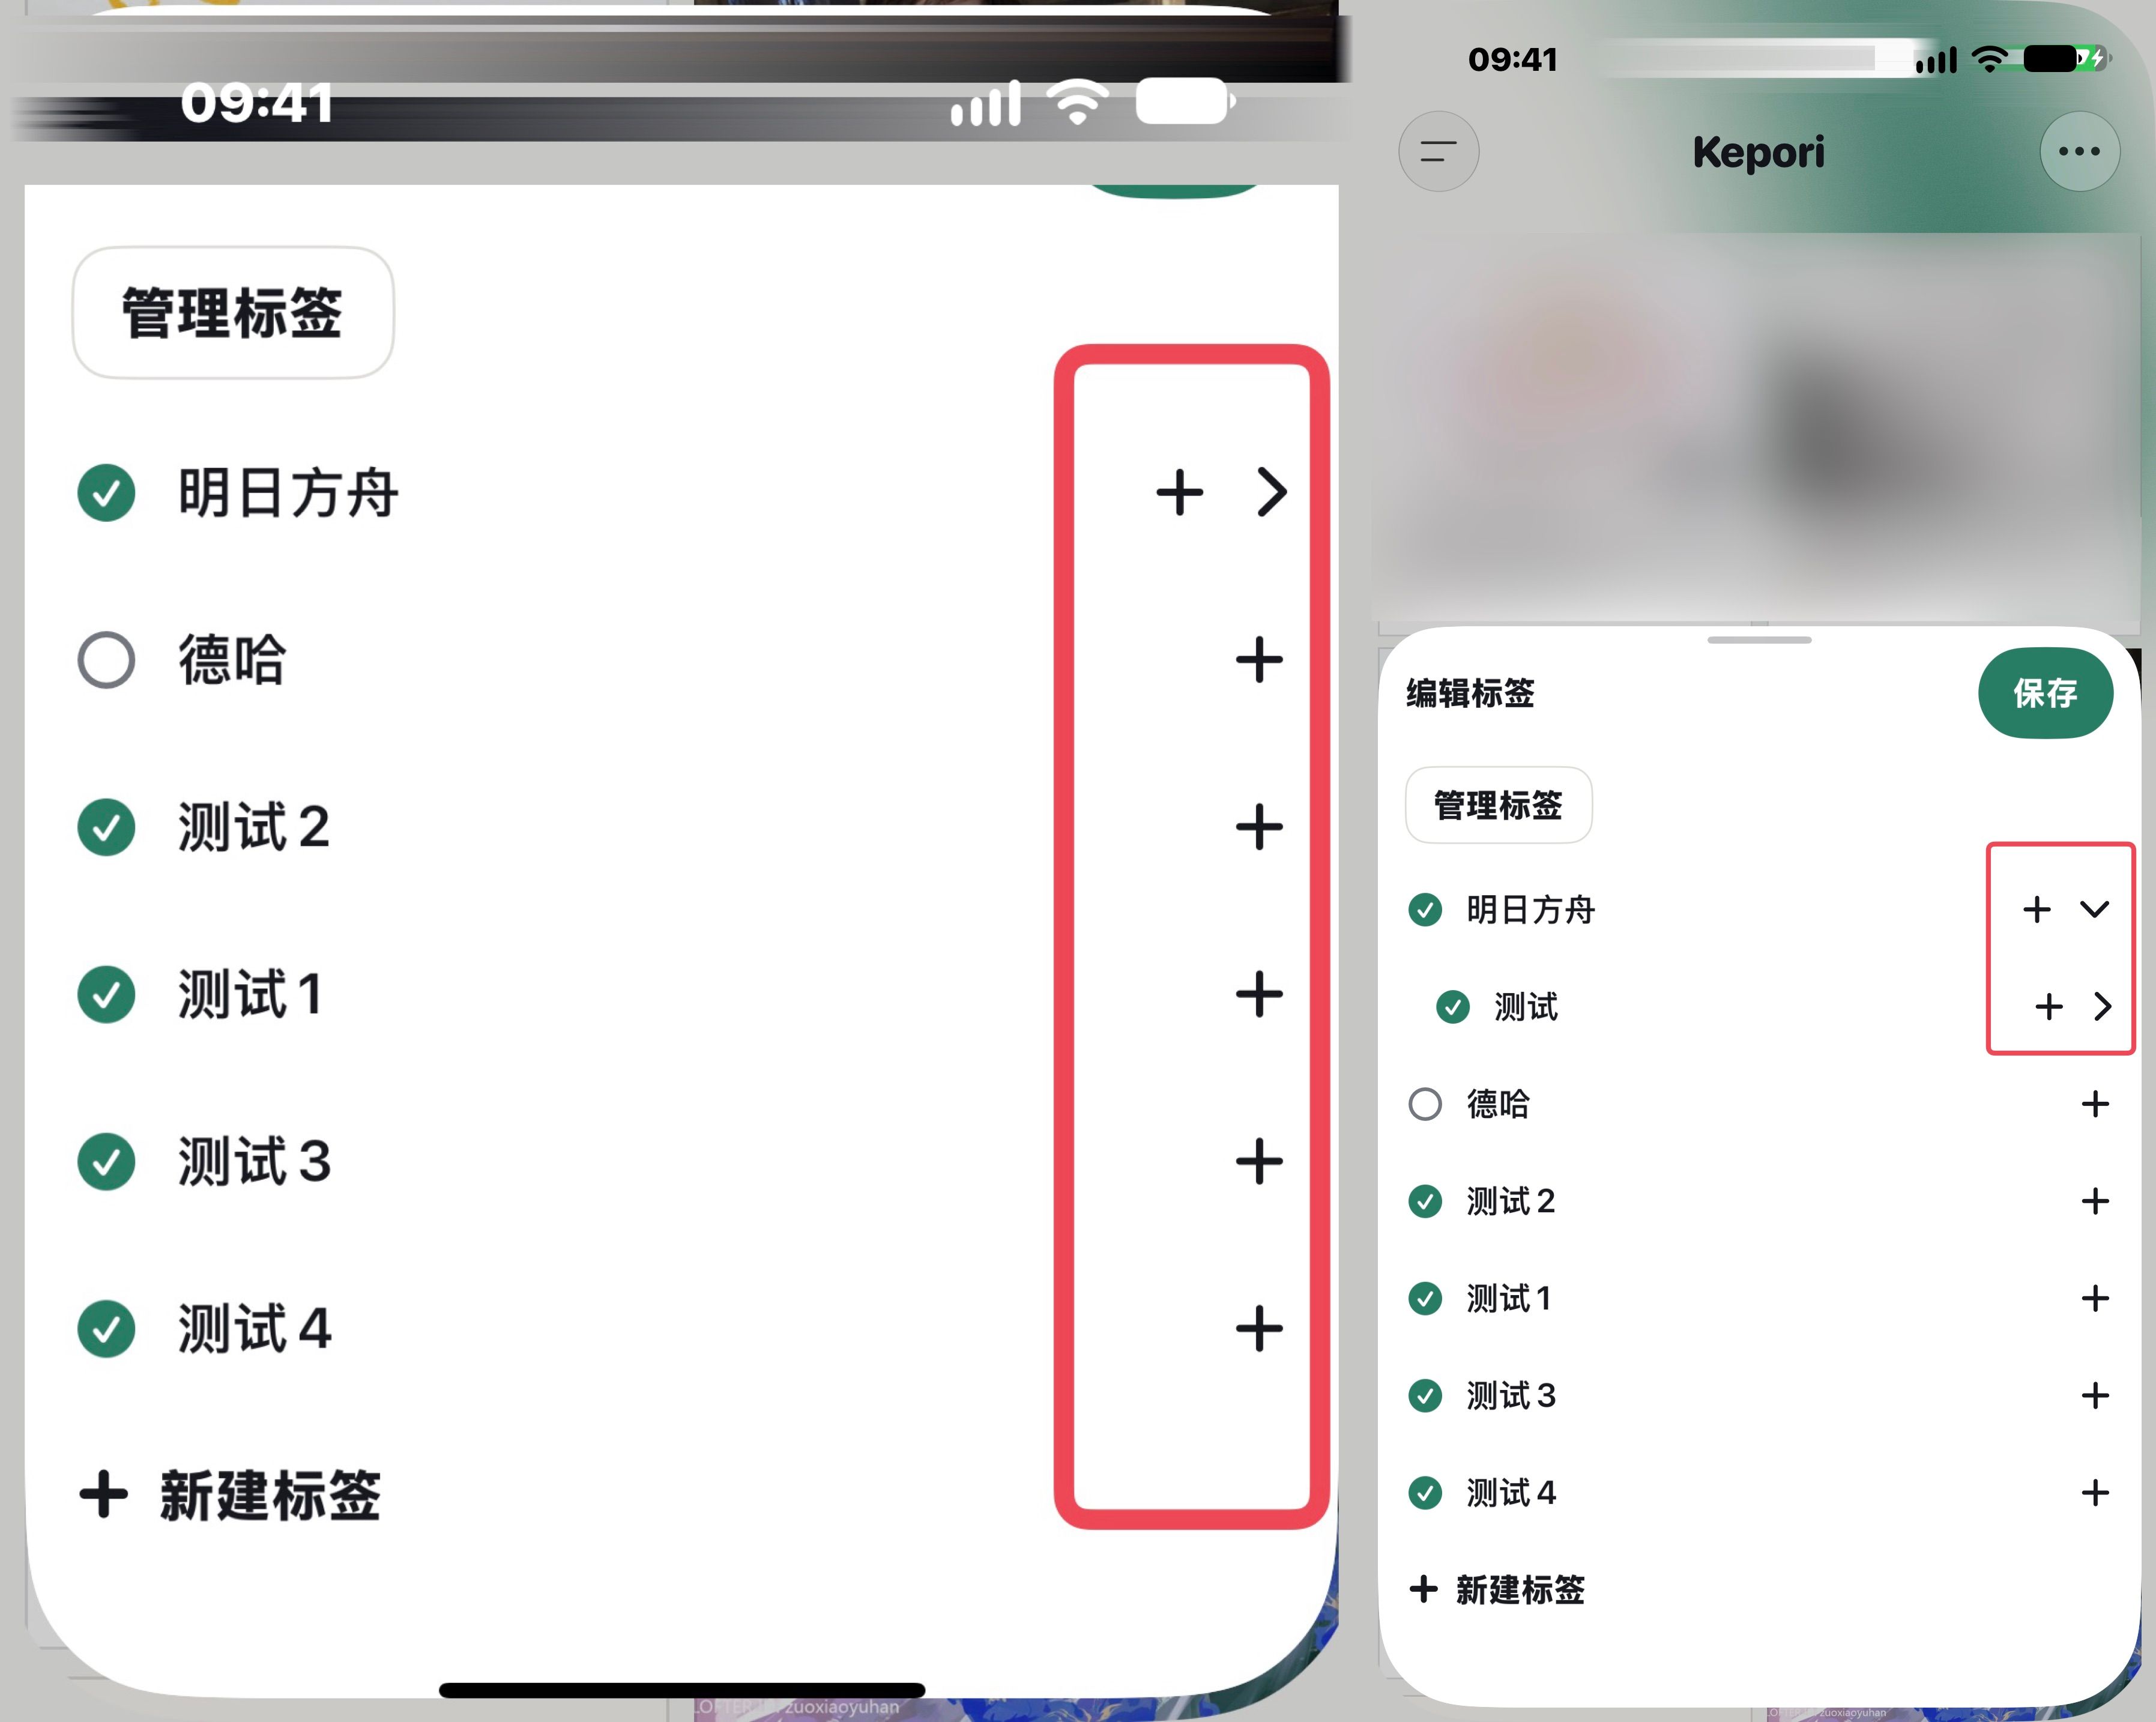 09:41
管理标签
明日方舟
德哈
测试2
测试1
测试3
测试4
新建标签
zuoxiaoyuhan
09:41
Kepori
编辑标签
保存
管理标签
明日方舟
测试
德哈
测试2
测试1
测试3
测试4
新建标签
zuoxiaoyuhan